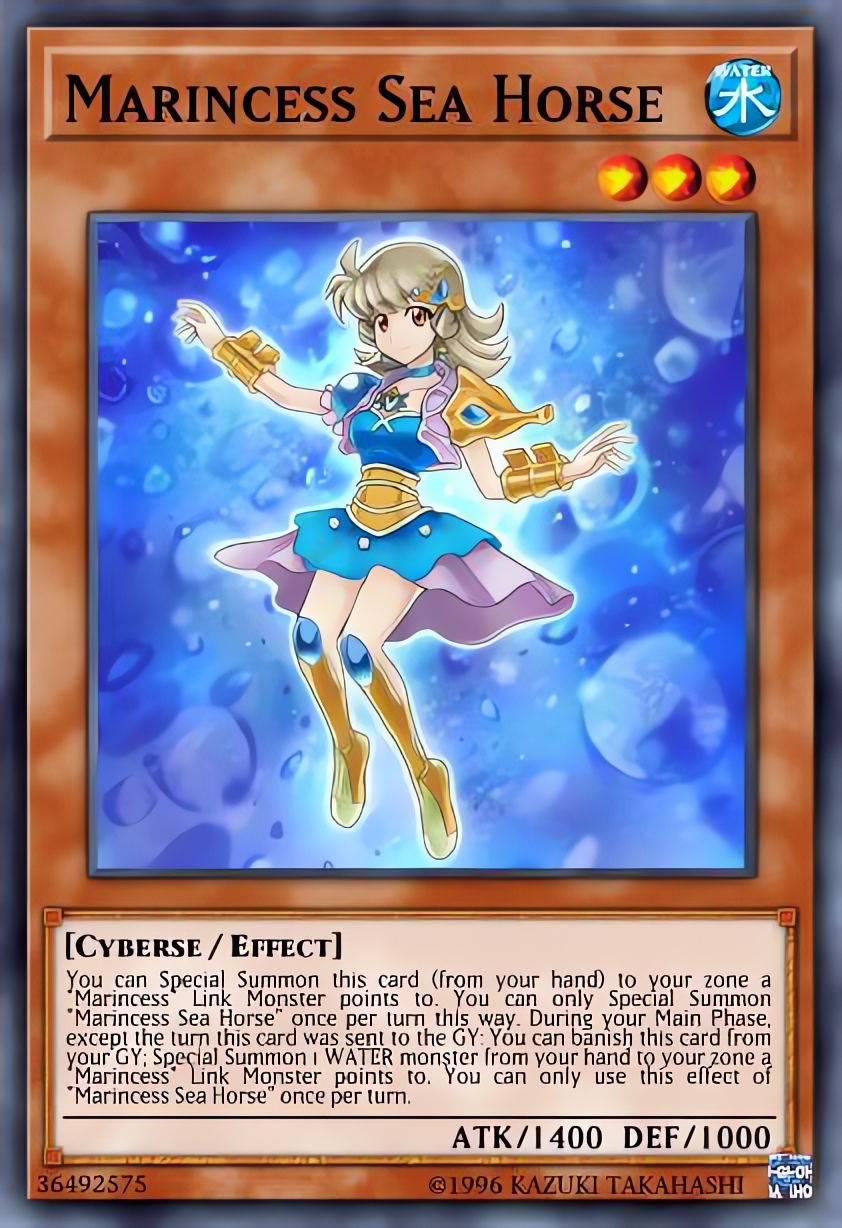 MARINCESS SEA HORSE
WATER
水
[CYBERSE / EFFECT]
You can Special Summon this card (from your hand) to your zone a
"Marincess" Link Monster points to. You can only Special Summon
"Marincess Sea Horse" once per turn this way. During your Main Phase,
except the turn this card was sent to the GY: You can banish this card from
your GY; Special Summon 1 WATER monster from your hand to your zone a
"Marincess" Link Monster points to. You can only use this effect of
"Marincess Sea Horse" once per turn.
ATK/1400 DEF/1000
36492575
©1996 KAZUKI TAKAHASHI